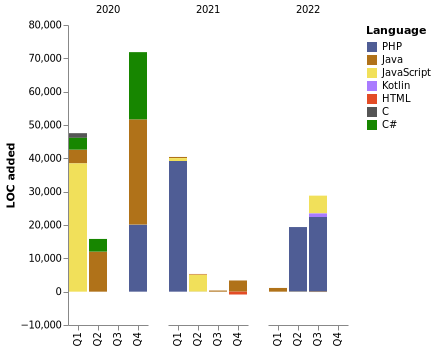 2020 2021 2022
Language
PHP
Java
JavaScript
Kotlin
HTML
C
C#
LOC added
80,000
70,000
60,000
50,000
40,000
30,000
20,000
10,000
0
−10,000
Q1 Q2 Q3 Q4 Q1 Q2 Q3 Q4 Q1 Q2 Q3 Q4